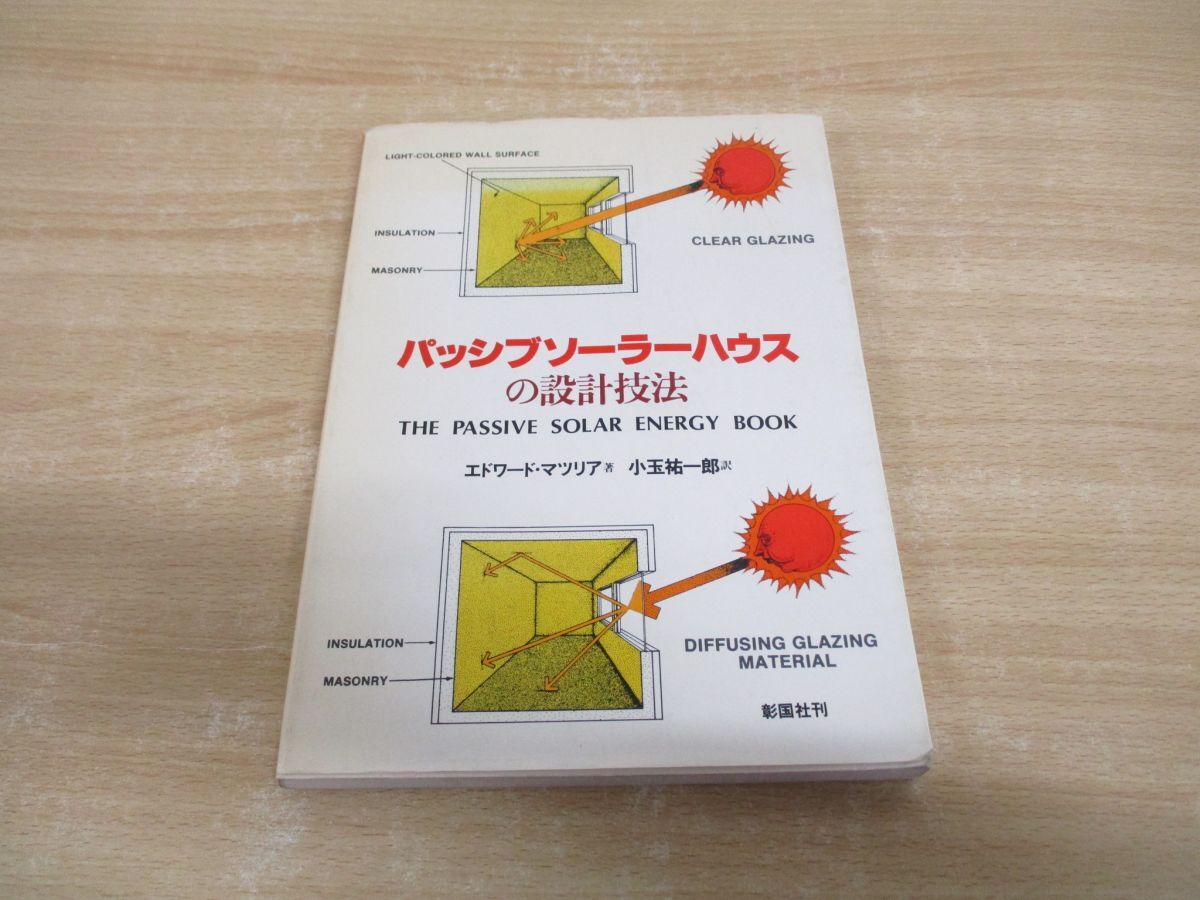 LIGHT-COLORED WALL SURFACE
INSULATION
CLEAR GLAZING
MASONRY
パッシブソーラーハウス
の設計技法
THE PASSIVE SOLAR ENERGY BOOK
エドワード・マツリア著 小玉祐一郎訳
INSULATION
DIFFUSING GLAZING
MATERIAL
MASONRY
彰国社刊